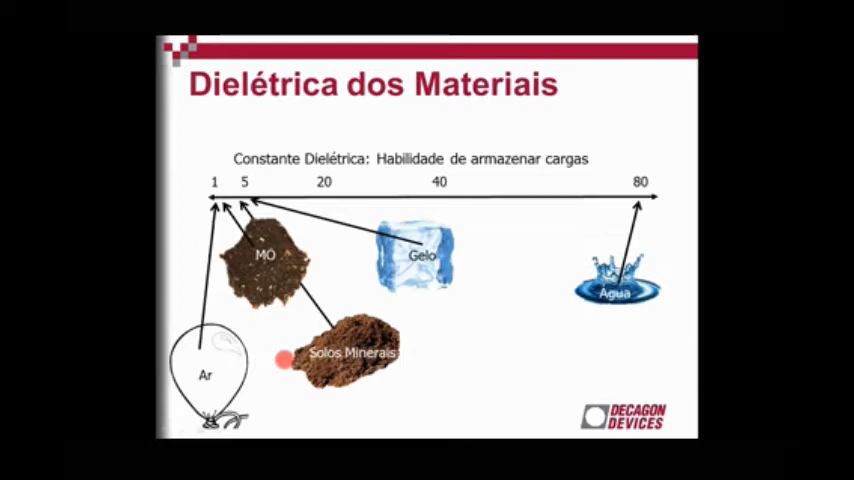 Dielétrica dos Materiais
Constante Dielétrica: Habilidade de armazenar cargas
1 5 20 40 80
MO
Gelo
Água
Solos Minerais
Ar
DECAGON
DEVICES